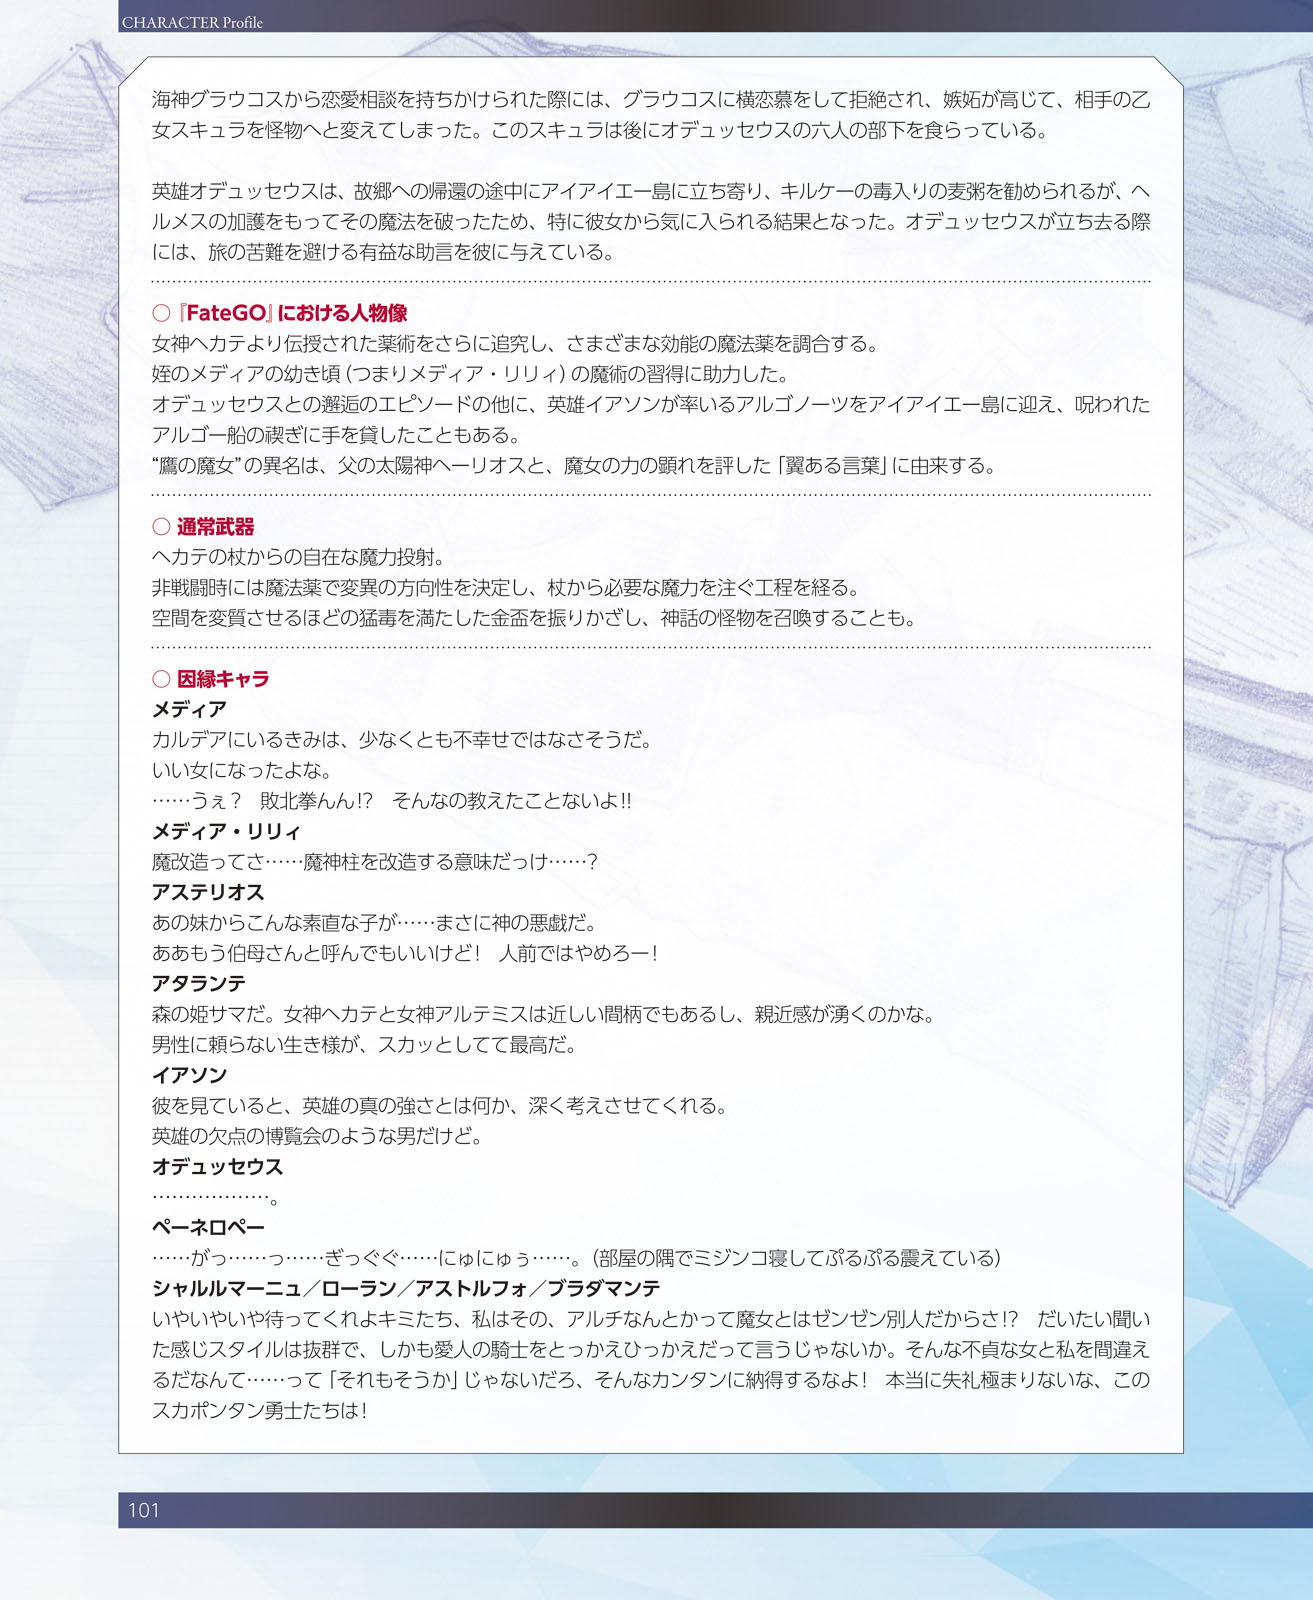 CHARACTER Profile
海神グラウコスから恋愛相談を持ちかけられた際には、グラウコスに横恋慕をして拒絶され、嫉妬が高じて、相手の乙
女スキュラを怪物へと変えてしまった。このスキュラは後にオデュッセウスの六人の部下を食らっている。
英雄オデュッセウスは、故郷への帰還の途中にアイアイエー島に立ち寄り、キルケーの毒入りの麦粥を勧められるが、ヘ
ルメスの加護をもってその魔法を破ったため、特に彼女から気に入られる結果となった。オデュッセウスが立ち去る際
には、旅の苦難を避ける有益な助言を彼に与えている。
○『FateGO』における人物像
女神ヘカテより伝授された薬術をさらに追究し、さまざまな効能の魔法薬を調合する。
姪のメディアの幼き頃（つまりメディア・リリィ）の魔術の習得に助力した。
オデュッセウスとの邂逅のエピソードの他に、英雄イアソンが率いるアルゴノーツをアイアイエー島に迎え、呪われた
アルゴー船の禊ぎに手を貸したこともある。
“鷹の魔女”の異名は、父の太陽神ヘーリオスと、魔女の力の顕れを評した「翼ある言葉」に由来する。
○ 通常武器
ヘカテの杖からの自在な魔力投射。
非戦闘時には魔法薬で変異の方向性を決定し、杖から必要な魔力を注ぐ工程を経る。
空間を変質させるほどの猛毒を満たした金盃を振りかざし、神話の怪物を召喚することも。
○ 因縁キャラ
メディア
カルデアにいるきみは、少なくとも不幸せではなさそうだ。
いい女になったよな。
……うぇ？　敗北拳んん!?　そんなの教えたことないよ!!
メディア・リリィ
魔改造ってさ……魔神柱を改造する意味だっけ……?
アステリオス
あの妹からこんな素直な子が……まさに神の悪戯だ。
ああもう伯母さんと呼んでもいいけど！　人前ではやめろー！
アタランテ
森の姫サマだ。女神ヘカテと女神アルテミスは近しい間柄でもあるし、親近感が湧くのかな。
男性に頼らない生き様が、スカッとしてて最高だ。
イアソン
彼を見ていると、英雄の真の強さとは何か、深く考えさせてくれる。
英雄の欠点の博覧会のような男だけど。
オデュッセウス
………………。
ペーネロペー
……がっ……っ……ぎっぐぐ……にゅにゅぅ……。（部屋の隅でミジンコ寝してぷるぷる震えている）
シャルルマーニュ／ローラン／アストルフォ／ブラダマンテ
いやいやいや待ってくれよキミたち、私はその、アルチなんとかって魔女とはゼンゼン別人だからさ!?　だいたい聞い
た感じスタイルは抜群で、しかも愛人の騎士をとっかえひっかえだって言うじゃないか。そんな不貞な女と私を間違え
るだなんて……って「それもそうか」じゃないだろ、そんなカンタンに納得するなよ！　本当に失礼極まりないな、この
スカポンタン勇士たちは！
101